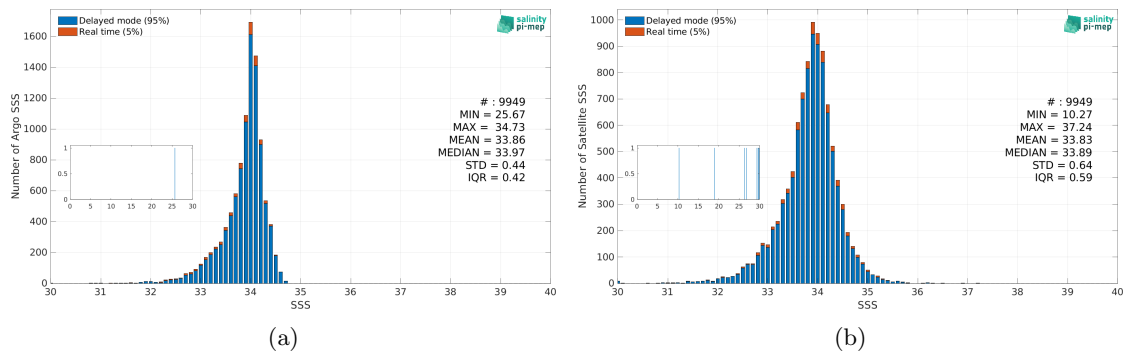 Delayed mode (95%)
Real time (5%)
salinity
pi-mep
Number of Argo SSS
1600
1400
1200
1000
800
600
400
200
0
# : 9949
MIN = 25.67
MAX = 34.73
MEAN = 33.86
MEDIAN = 33.97
STD = 0.44
IQR = 0.42
1
0.5
0
0 5 10 15 20 25 30
30 31 32 33 34 35 36 37 38 39 40
SSS
(a)
Delayed mode (95%)
Real time (5%)
salinity
pi-mep
Number of Satellite SSS
1000
900
800
700
600
500
400
300
200
100
0
# : 9949
MIN = 10.27
MAX = 37.24
MEAN = 33.83
MEDIAN = 33.89
STD = 0.64
IQR = 0.59
1
0.5
0
0 5 10 15 20 25 30
30 31 32 33 34 35 36 37 38 39 40
SSS
(b)